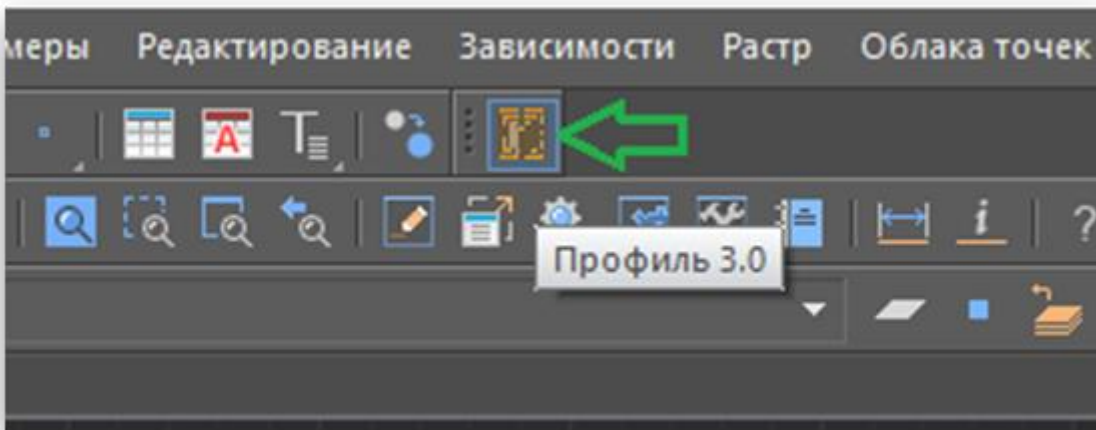 меры Редактирование Зависимости Растр Облака точек
A T
i ?
Профиль 3.0